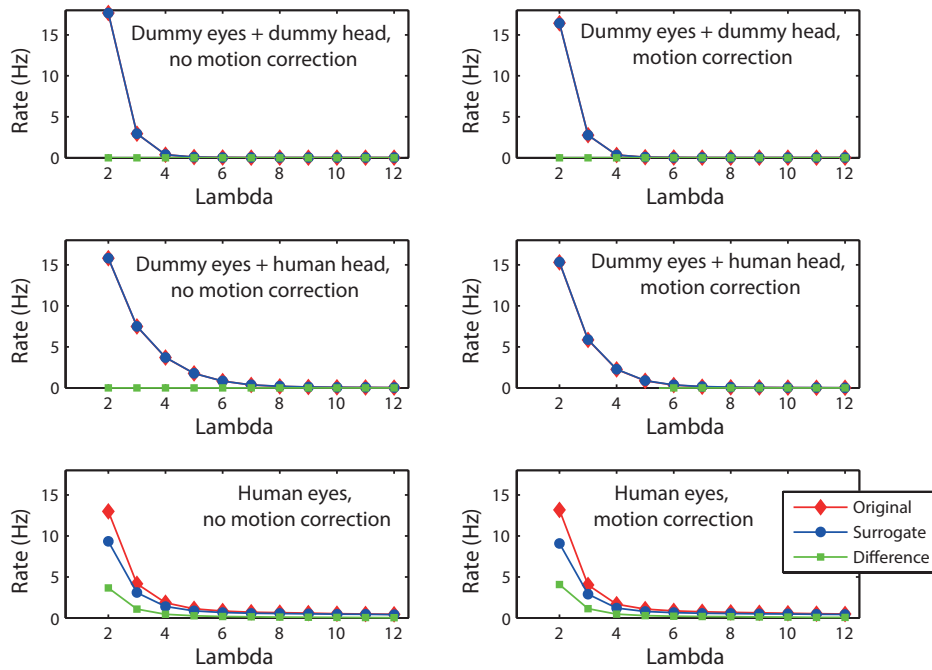 Dummy eyes + dummy head,
no motion correction
Rate (Hz)
15
10
5
0
2 4 6 8 10 12
Lambda
Dummy eyes + dummy head,
motion correction
Rate (Hz)
15
10
5
0
2 4 6 8 10 12
Lambda
Dummy eyes + human head,
no motion correction
Rate (Hz)
15
10
5
0
2 4 6 8 10 12
Lambda
Dummy eyes + human head,
motion correction
Rate (Hz)
15
10
5
0
2 4 6 8 10 12
Lambda
Human eyes,
no motion correction
Rate (Hz)
15
10
5
0
2 4 6 8 10 12
Lambda
Human eyes,
motion correction
Rate (Hz)
15
10
5
0
2 4 6 8 10 12
Lambda
Original
Surrogate
Difference